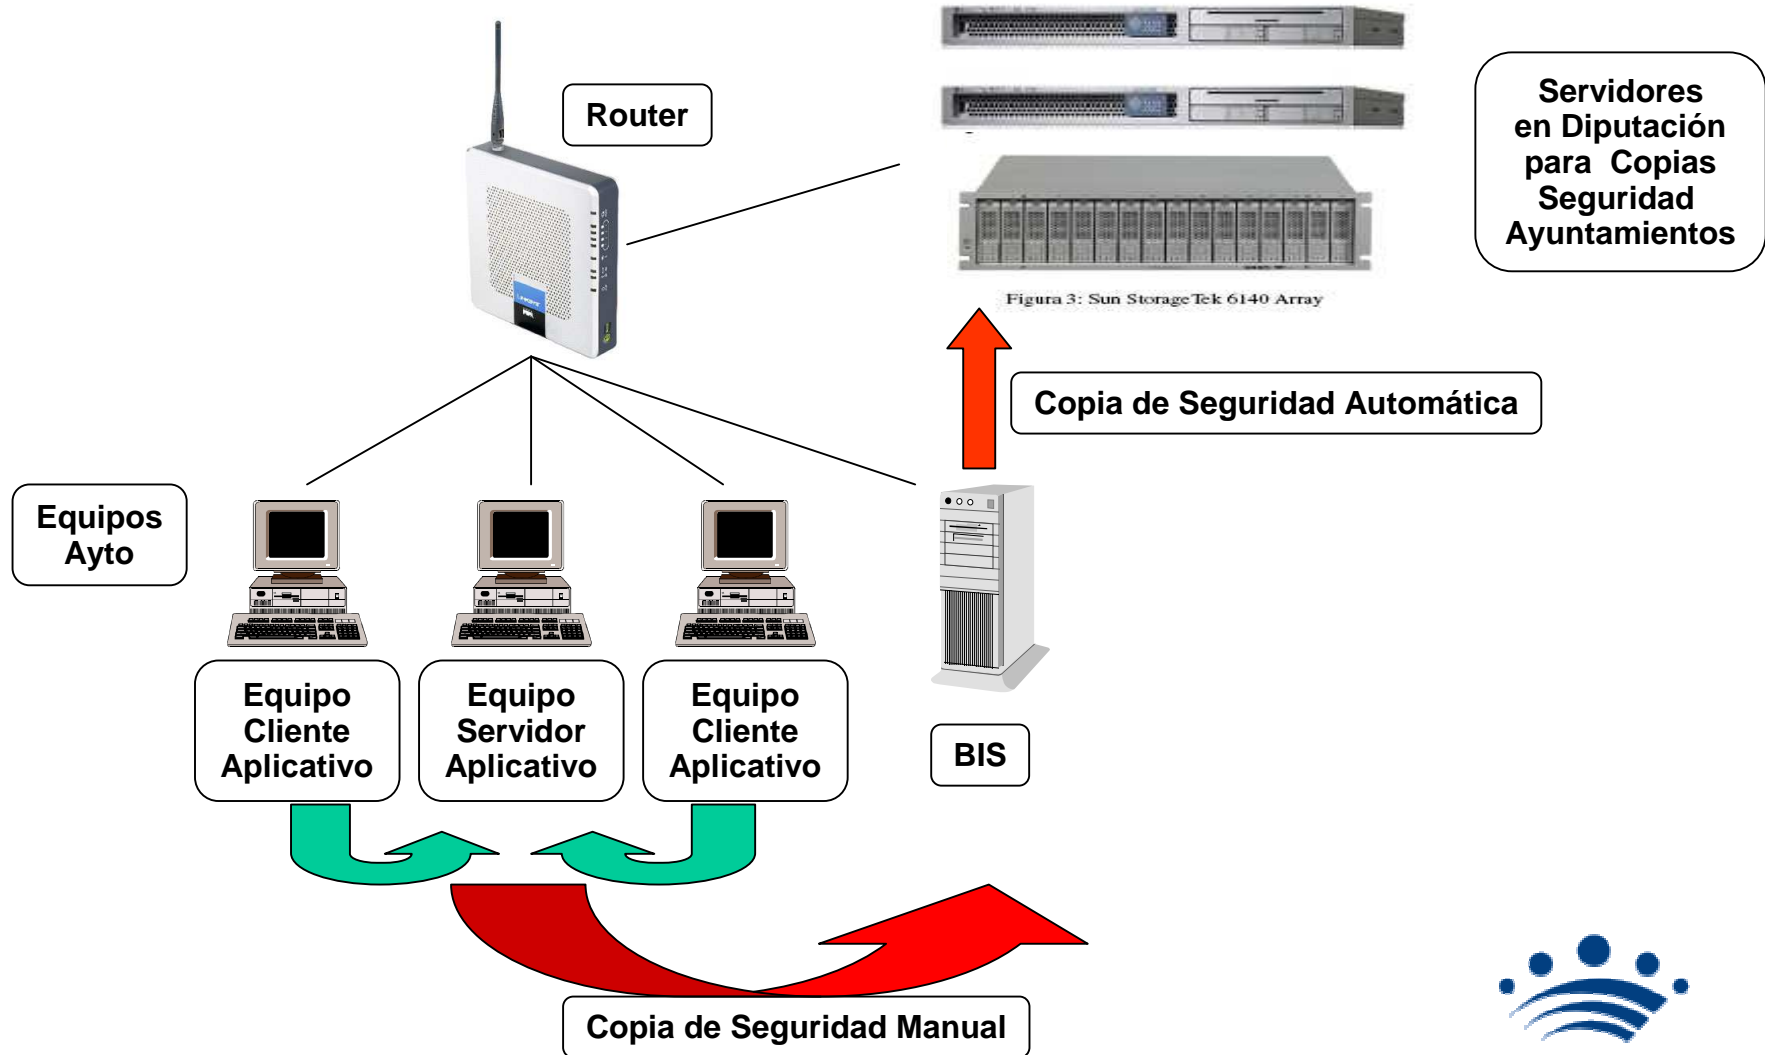 Router
Servidores
en Diputación
para Copias
Seguridad
Ayuntamientos
Figura 3: Sun StorageTek 6140 Array
Copia de Seguridad Automática
Equipos
Ayto
Equipo
Cliente
Aplicativo
Equipo
Servidor
Aplicativo
Equipo
Cliente
Aplicativo
BIS
Copia de Seguridad Manual